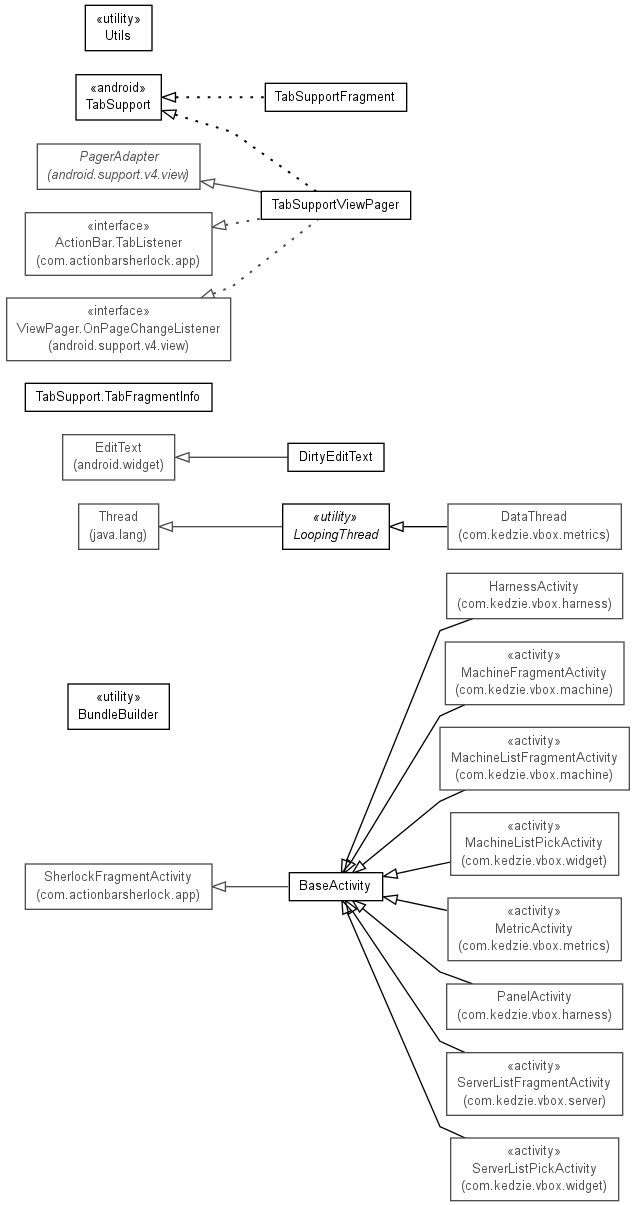 «utility»
Utils
«android»
TabSupport
TabSupportFragment
PagerAdapter
(android.support.v4.view)
TabSupportViewPager
«interface»
ActionBar.TabListener
(com.actionbarsherlock.app)
«interface»
ViewPager.OnPageChangeListener
(android.support.v4.view)
TabSupport.TabFragmentInfo
EditText
(android.widget)
DirtyEditText
Thread
(java.lang)
«utility»
LoopingThread
DataThread
(com.kedzie.vbox.metrics)
HarnessActivity
(com.kedzie.vbox.harness)
«activity»
MachineFragmentActivity
(com.kedzie.vbox.machine)
«utility»
BundleBuilder
«activity»
MachineListFragmentActivity
(com.kedzie.vbox.machine)
«activity»
MachineListPickActivity
(com.kedzie.vbox.widget)
SherlockFragmentActivity
(com.actionbarsherlock.app)
BaseActivity
«activity»
MetricActivity
(com.kedzie.vbox.metrics)
PanelActivity
(com.kedzie.vbox.harness)
«activity»
ServerListFragmentActivity
(com.kedzie.vbox.server)
«activity»
ServerListPickActivity
(com.kedzie.vbox.widget)